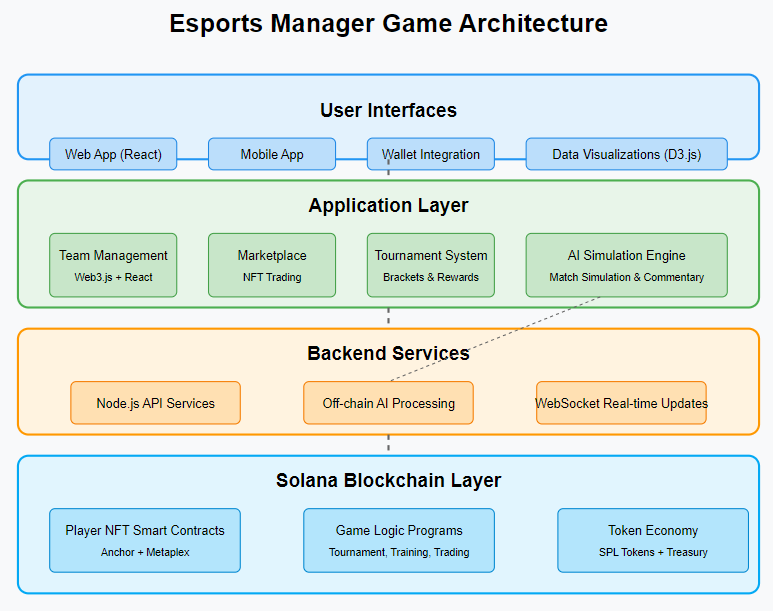 Esports Manager Game Architecture
User Interfaces
Web App (React)
Mobile App
Wallet Integration
Data Visualizations (D3.js)
Application Layer
Team Management
Web3.js + React
Marketplace
NFT Trading
Tournament System
Brackets & Rewards
AI Simulation Engine
Match Simulation & Commentary
Backend Services
Node.js API Services
Off-chain AI Processing
WebSocket Real-time Updates
Solana Blockchain Layer
Player NFT Smart Contracts
Anchor + Metaplex
Game Logic Programs
Tournament, Training, Trading
Token Economy
SPL Tokens + Treasury